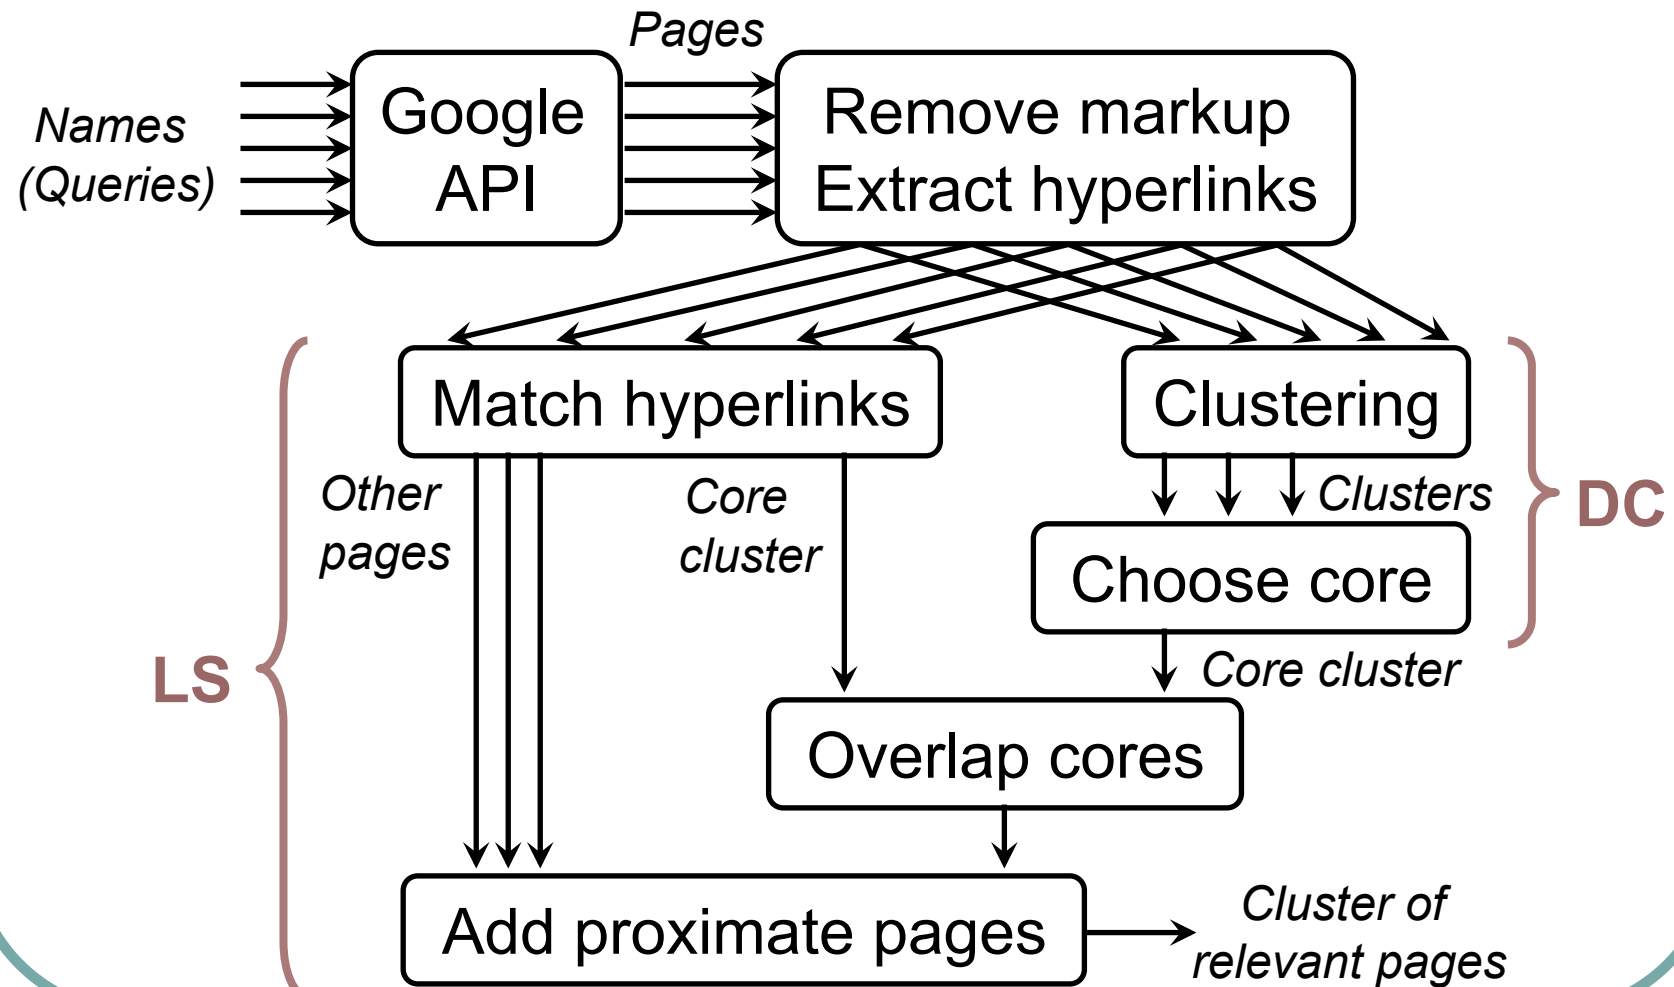 Pages
Names
(Queries)
Google
API
Remove markup
Extract hyperlinks
Match hyperlinks
Clustering
Other
pages
Core
cluster
Clusters
DC
Choose core
LS
Core cluster
Overlap cores
Add proximate pages
Cluster of
relevant pages